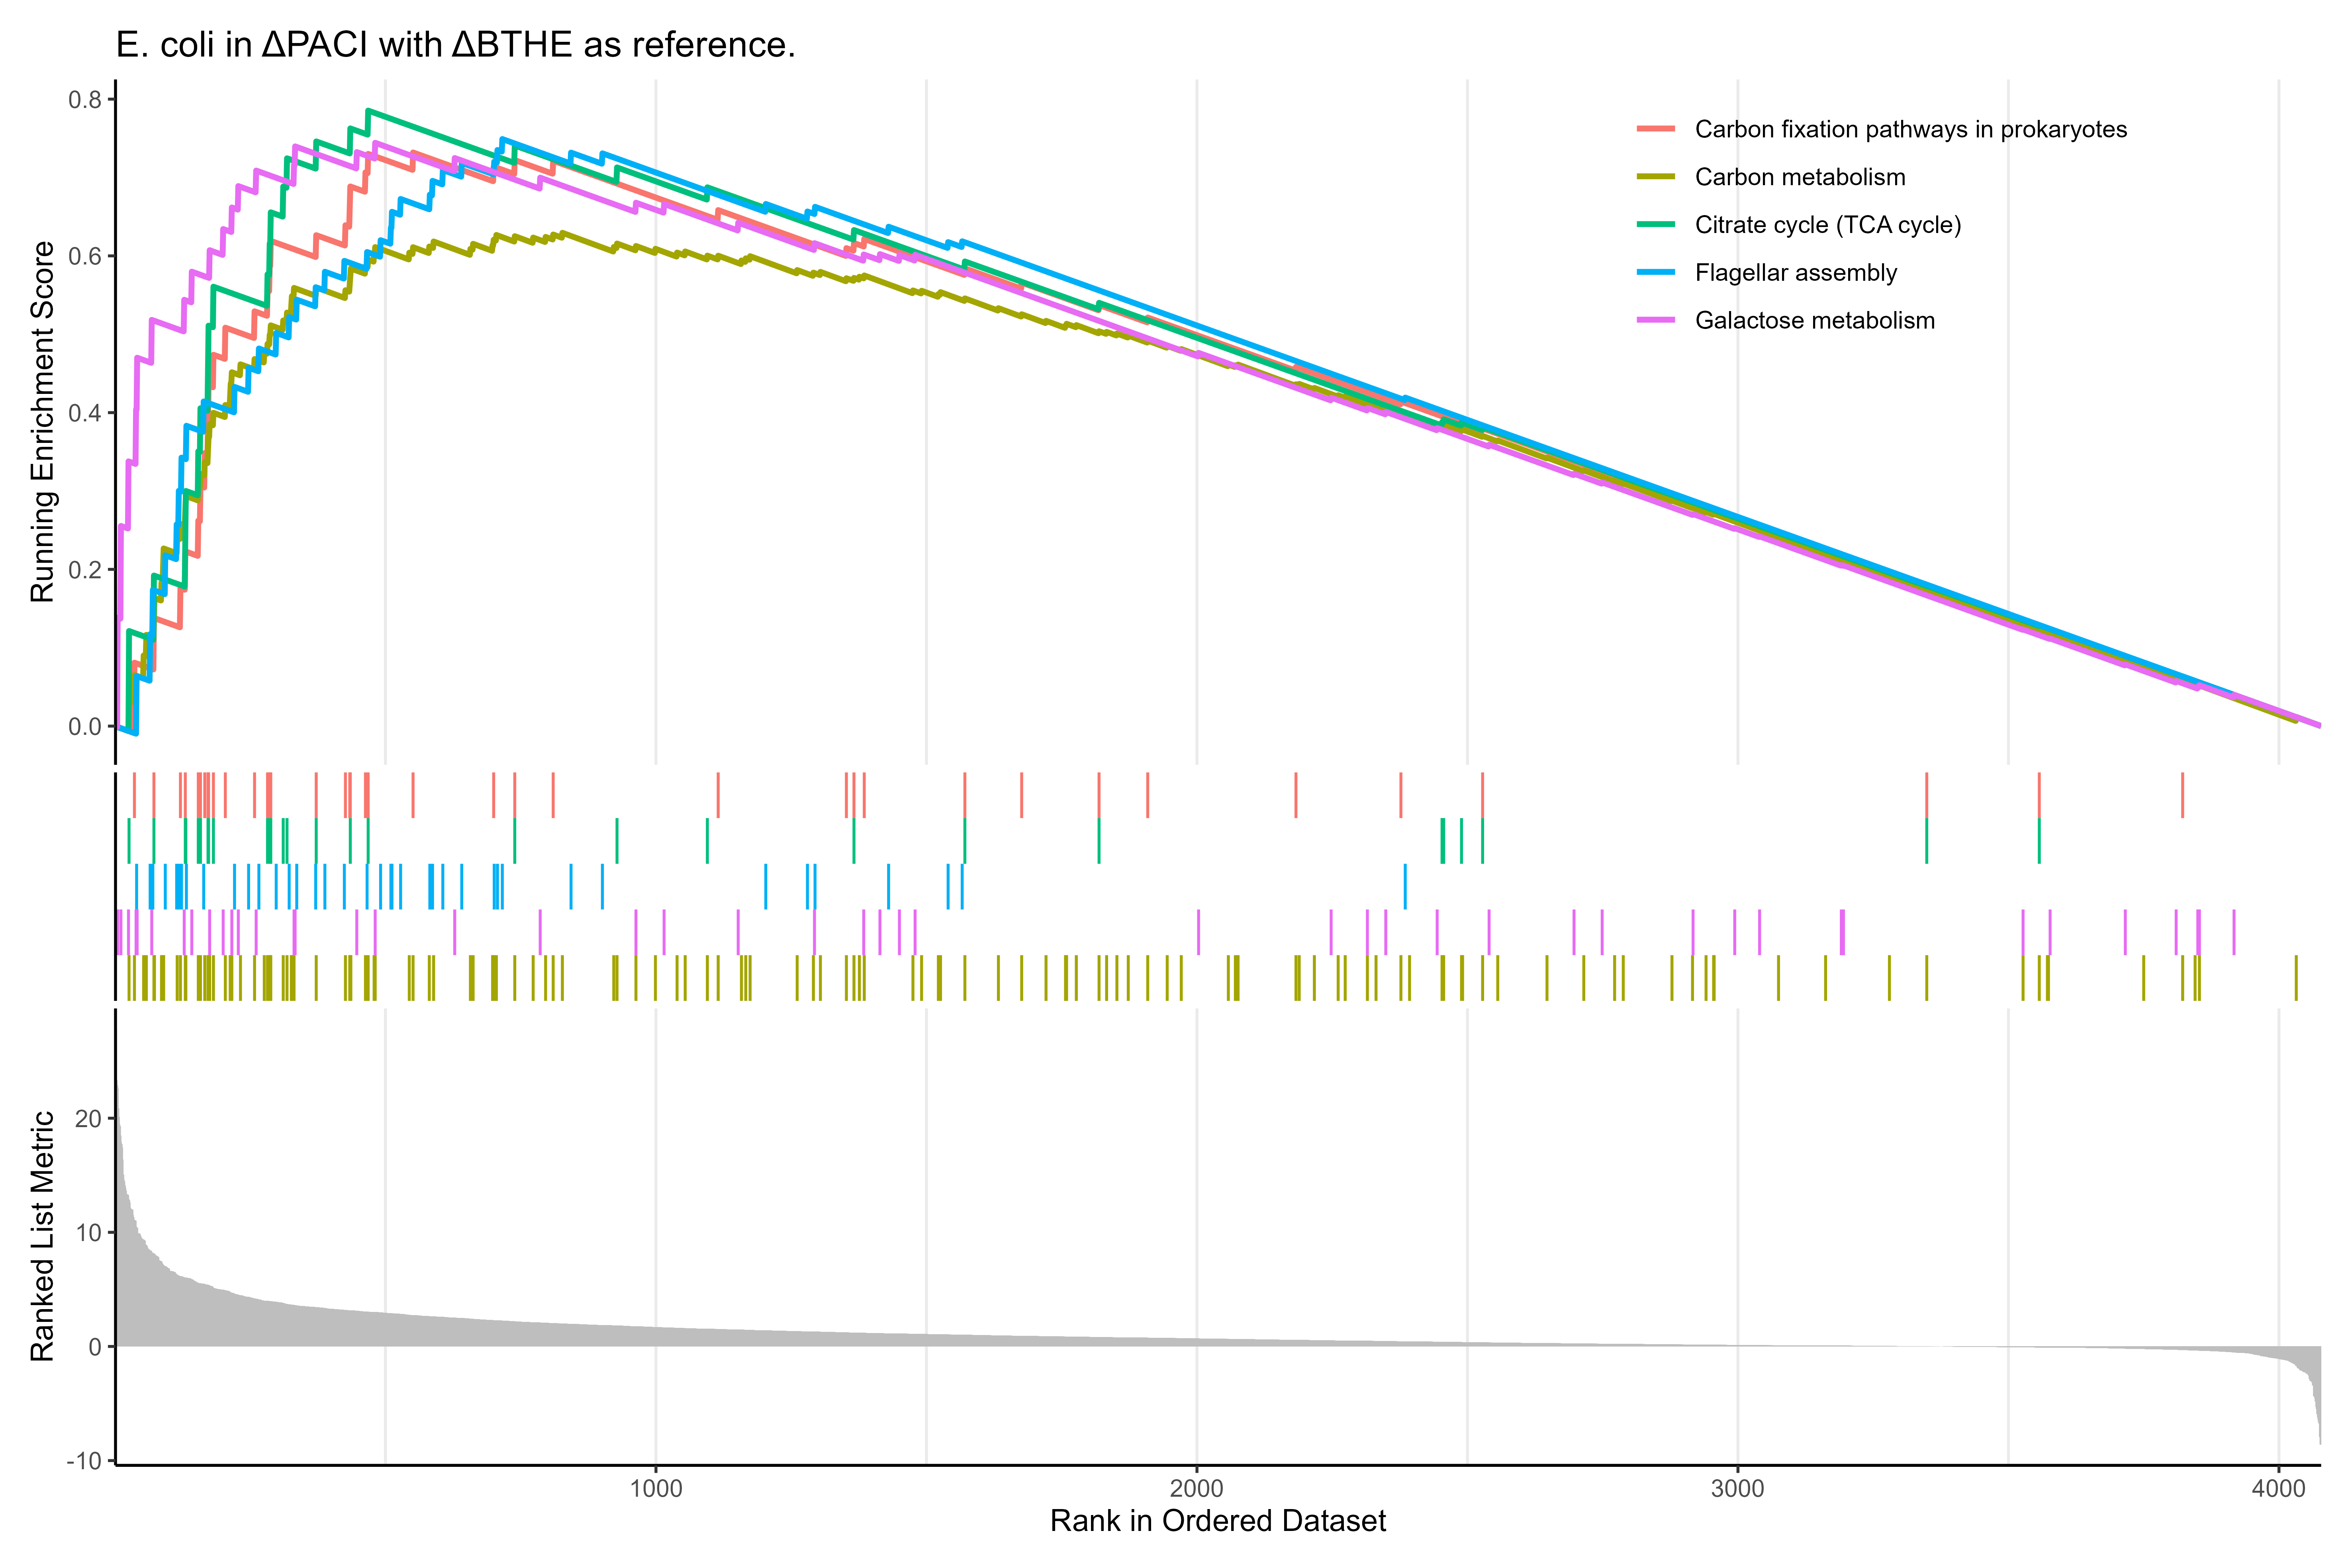 E. coli in ΔPACI with ΔBTHE as reference.
0.8
0.6
0.4
0.2
0.0
Running Enrichment Score
Carbon fixation pathways in prokaryotes
Carbon metabolism
Citrate cycle (TCA cycle)
Flagellar assembly
Galactose metabolism
20
10
0
-10
Ranked List Metric
1000
2000
3000
4000
Rank in Ordered Dataset